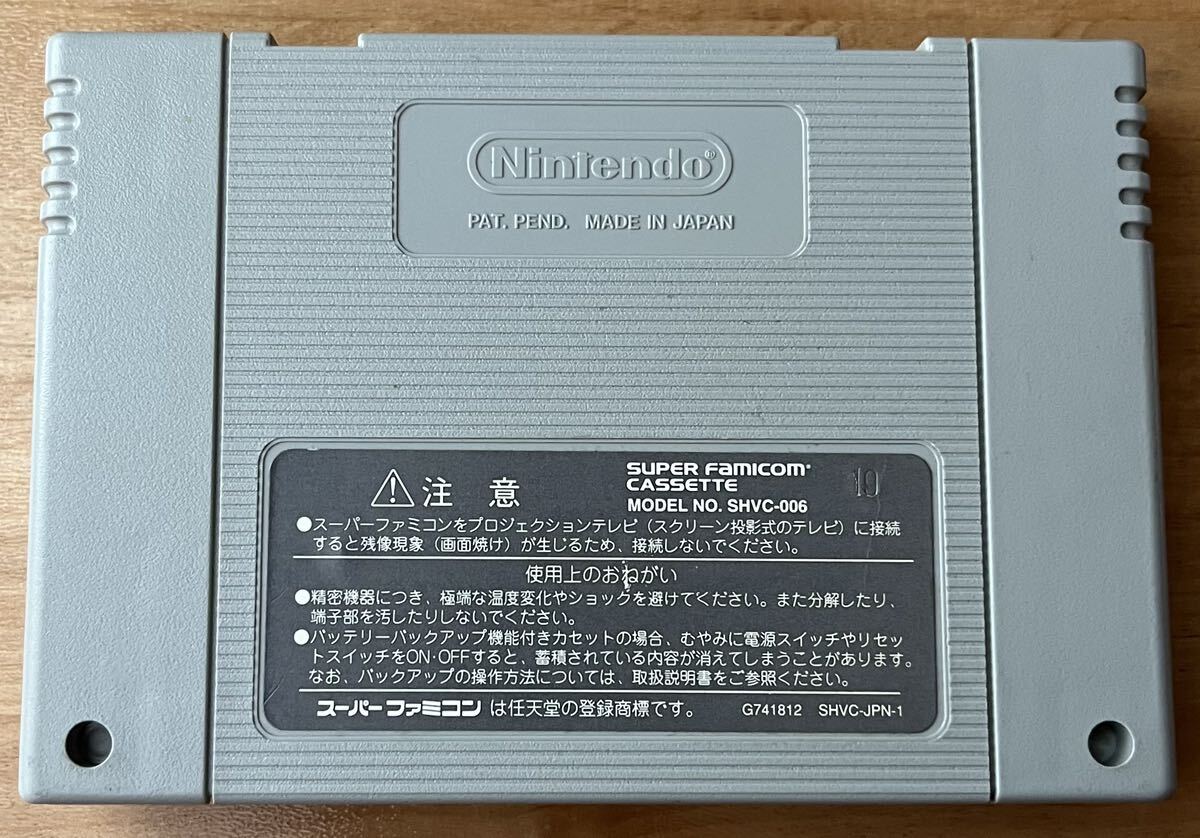 Nintendo®
PAT. PEND. MADE IN JAPAN
⚠注 意
SUPER FAMICOM®
CASSETTE
MODEL NO. SHVC-006
10
●スーパーファミコンをプロジェクションテレビ(スクリーン投影式のテレビ)に接続
すると残像現象(画面焼け)が生じるため、接続しないでください。
使用上のおねがい
●精密機器につき、極端な温度変化やショックを避けてください。また分解したり、
端子部を汚したりしないでください。
●バッテリーバックアップ機能付きカセットの場合、むやみに電源スイッチやリセッ
トスイッチをON·OFFすると、蓄積されている内容が消えてしまうことがあります。
なお、バックアップの操作方法については、取扱説明書をご参照ください。
スーパーファミコンは任天堂の登録商標です。 G741812 SHVC-JPN-1